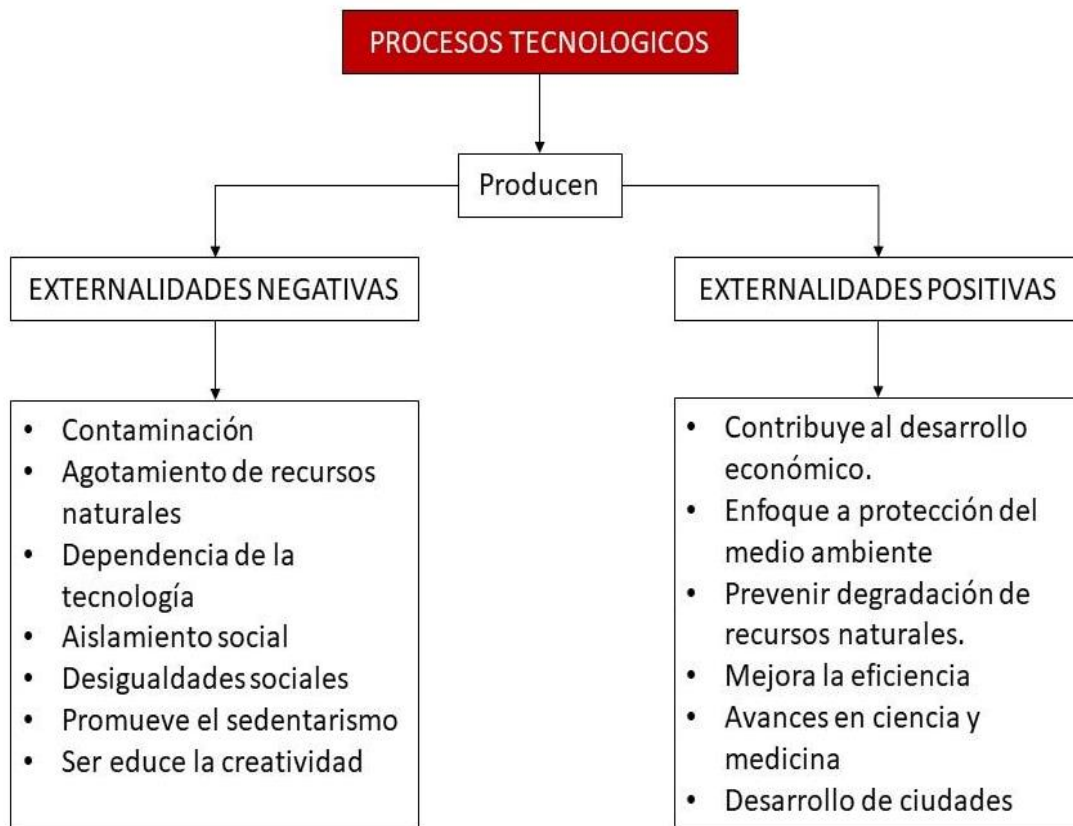 PROCESOS TECNOLOGICOS
Producen
EXTERNALIDADES NEGATIVAS
• Contaminación
• Agotamiento de recursos
naturales
• Dependencia de la
tecnología
• Aislamiento social
• Desigualdades sociales
• Promueve el sedentarismo
• Ser educe la creatividad
EXTERNALIDADES POSITIVAS
• Contribuye al desarrollo
económico.
• Enfoque a protección del
medio ambiente
• Prevenir degradación de
recursos naturales.
• Mejora la eficiencia
• Avances en ciencia y
medicina
• Desarrollo de ciudades